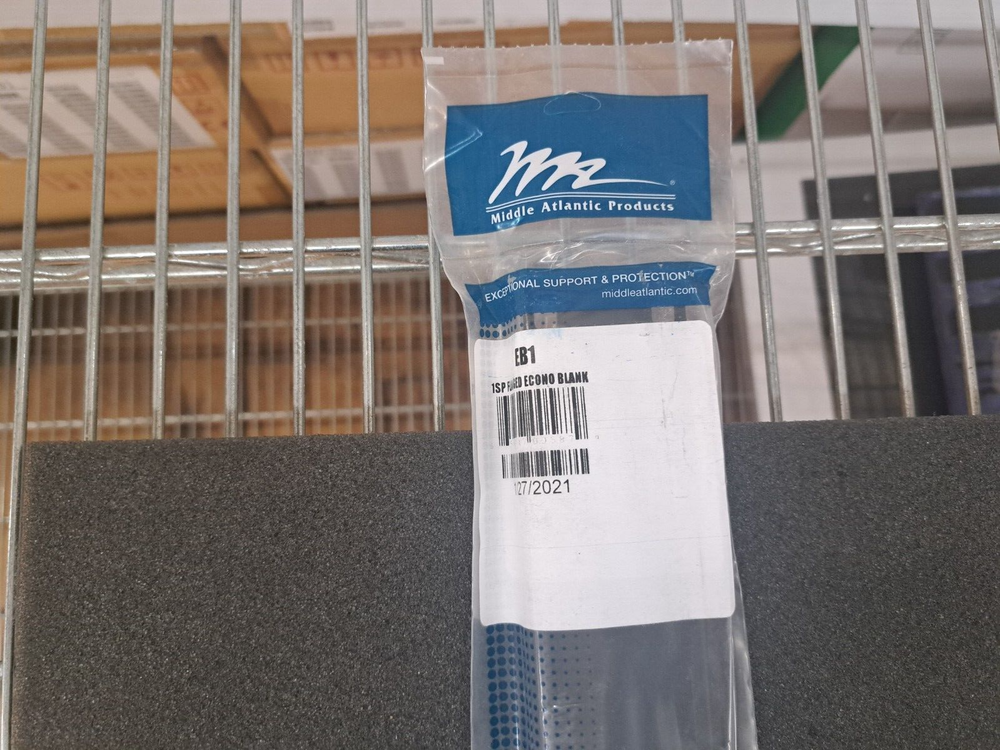 Middle Atlantic Products
EXCEPTIONAL SUPPORT & PROTECTION™
middleatlantic.com
EB1
1SP ECONO BLANK
27/2021